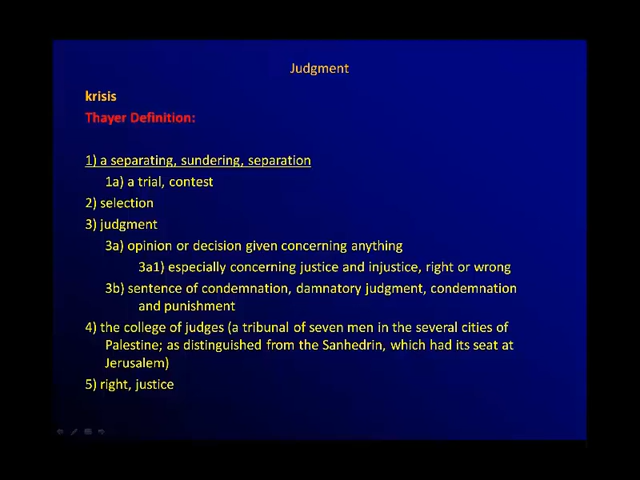 Judgment
krisis
Thayer Definition:
1) a separating, sundering, separation
1a) a trial, contest
2) selection
3) judgment
3a) opinion or decision given concerning anything
3a1) especially concerning justice and injustice, right or wrong
3b) sentence of condemnation, damnatory judgment, condemnation
and punishment
4) the college of judges (a tribunal of seven men in the several cities of
Palestine; as distinguished from the Sanhedrin, which had its seat at
Jerusalem)
5) right, justice